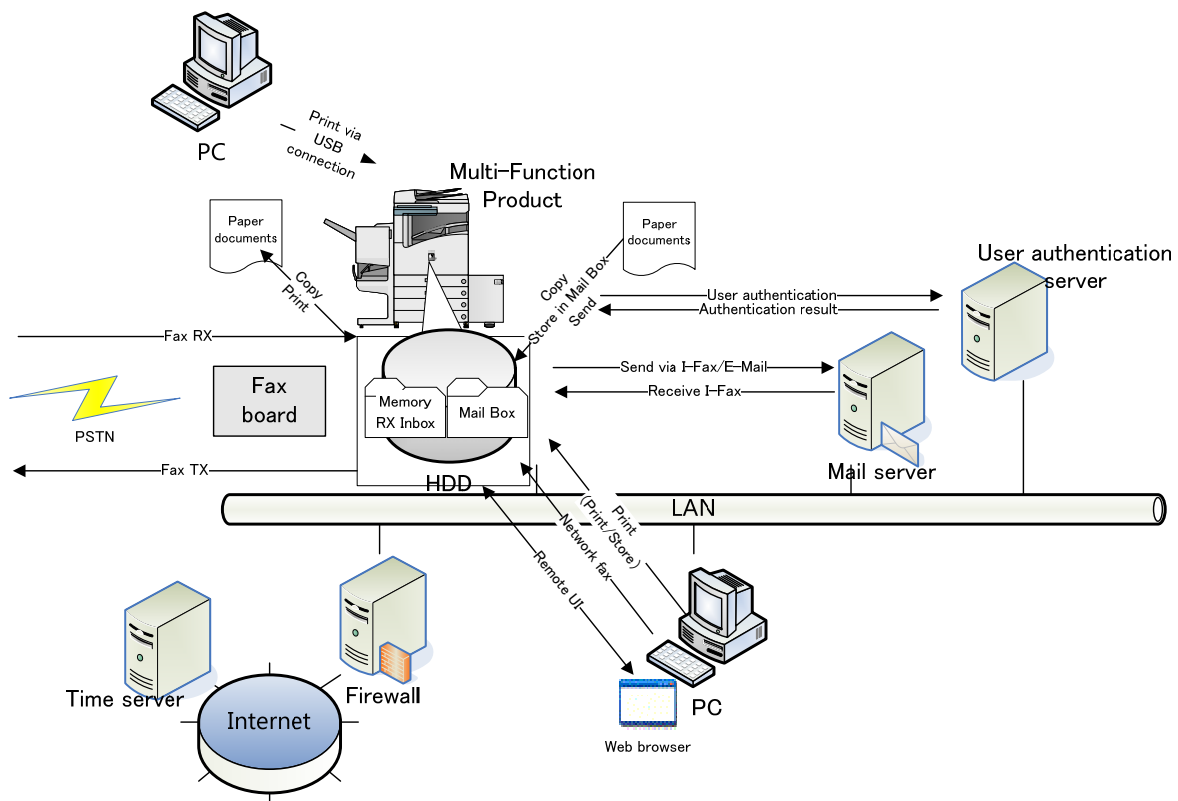 PC
Print via
USB
connection
Multi-Function
Product
Paper
documents
Copy
Print
Paper
documents
Copy
Store in Mail Box
Send
User authentication
server
User authentication
Authentication result
Fax RX
Send via I-Fax/E-Mail
Receive I-Fax
Fax
board
Memory
RX Inbox
Mail Box
PSTN
Fax TX
HDD
Mail server
LAN
Print
(Print/Store)
Network fax
Remote UI
Time server
Firewall
Internet
PC
Web browser